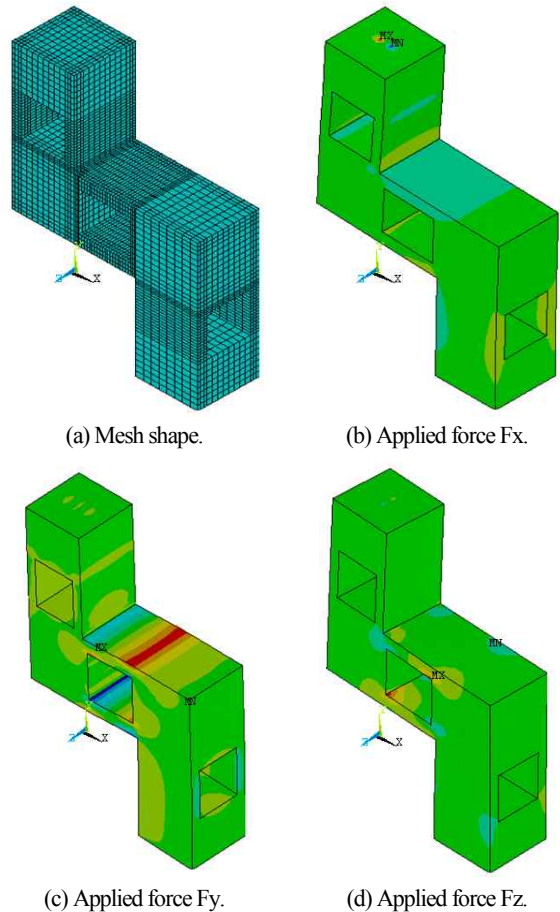 MX
MN
Z
X
X
(a) Mesh shape.
(b) Applied force Fx.
MX
MN
Z
X
MN
MX
Z
X
(c) Applied force Fy.
(d) Applied force Fz.